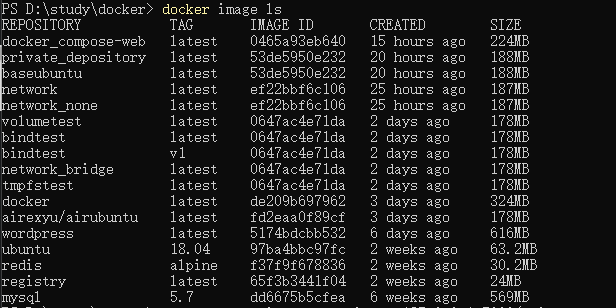 PS D:\study\docker> docker image ls
REPOSITORY TAG IMAGE ID CREATED SIZE
docker_compose-web latest 0465a93eb640 15 hours ago 224MB
private_depository latest 53de5950e232 20 hours ago 188MB
baseubuntu latest 53de5950e232 20 hours ago 188MB
network latest ef22bbf6c106 25 hours ago 187MB
network_none latest ef22bbf6c106 25 hours ago 187MB
volumetest latest 0647ac4e71da 2 days ago 178MB
bindtest latest 0647ac4e71da 2 days ago 178MB
bindtest v1 0647ac4e71da 2 days ago 178MB
network_bridge latest 0647ac4e71da 2 days ago 178MB
tmpfstest latest 0647ac4e71da 2 days ago 178MB
docker latest de209b697962 3 days ago 324MB
airexyu/airubuntu latest fd2eaa0f89cf 3 days ago 178MB
wordpress latest 5174bdcbb532 6 days ago 616MB
ubuntu 18.04 97ba4bbc97fc 2 weeks ago 63.2MB
redis alpine f37f9f678836 2 weeks ago 30.2MB
registry latest 65f3b3441f04 2 weeks ago 24MB
mysql 5.7 dd6675b5cfea 6 weeks ago 569MB